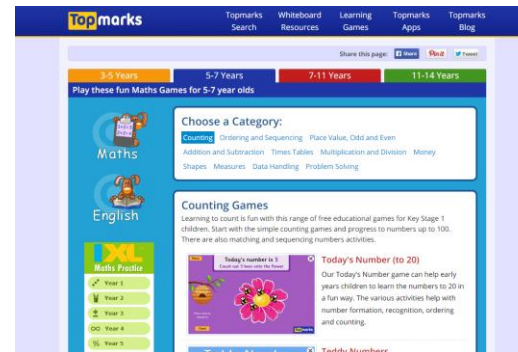 Topmarks
Topmarks Search
Whiteboard Resources
Learning Games
Topmarks Apps
Topmarks Blog
Share this page: Share Pin it Tweet
3-5 Years 5-7 Years 7-11 Years 11-14 Years
Play these fun Maths Games for 5-7 year olds
Maths
English
IXL
Maths Practice
Year 1
Year 2
Year 3
Year 4
Year 5
Choose a Category:
Counting Ordering and Sequencing Place Value, Odd and Even
Addition and Subtraction Times Tables Multiplication and Division Money
Shapes Measures Data Handling Problem Solving
Counting Games
Learning to count is fun with this range of free educational games for Key Stage 1
children. Start with the simple counting games and progress to numbers up to 100.
There are also matching and sequencing numbers activities.
Today's number is 5
Topmarks
Today's Number (to 20)
Our Today's Number game can help early
years children to learn the numbers to 20 in
a fun way. The various activities help with
number formation, recognition, ordering
and counting.
Teddy Numbers